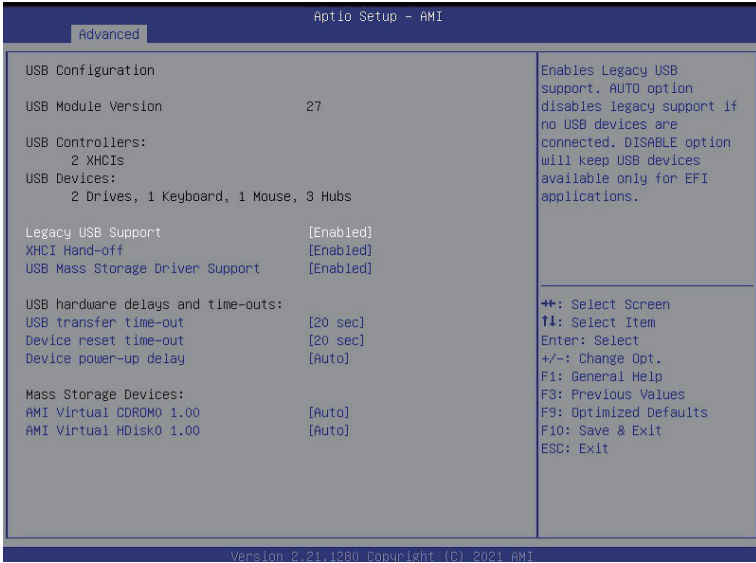 Aptio Setup – AMI
Advanced
USB Configuration
USB Module Version 27
USB Controllers:
2 XHCIs
USB Devices:
2 Drives, 1 Keyboard, 1 Mouse, 3 Hubs
Legacy USB Support [Enabled]
XHCI Hand-off [Enabled]
USB Mass Storage Driver Support [Enabled]
USB hardware delays and time-outs:
USB transfer time-out [20 sec]
Device reset time-out [20 sec]
Device power-up delay [Auto]
Mass Storage Devices:
AMI Virtual CDROM0 1.00 [Auto]
AMI Virtual HDisk0 1.00 [Auto]
Enables Legacy USB
support. AUTO option
disables legacy support if
no USB devices are
connected. DISABLE option
will keep USB devices
available only for EFI
applications.
→←: Select Screen
↑↓: Select Item
Enter: Select
+/-: Change Opt.
F1: General Help
F3: Previous Values
F9: Optimized Defaults
F10: Save & Exit
ESC: Exit
Version 2.21.1280 Copyright (C) 2021 AMI